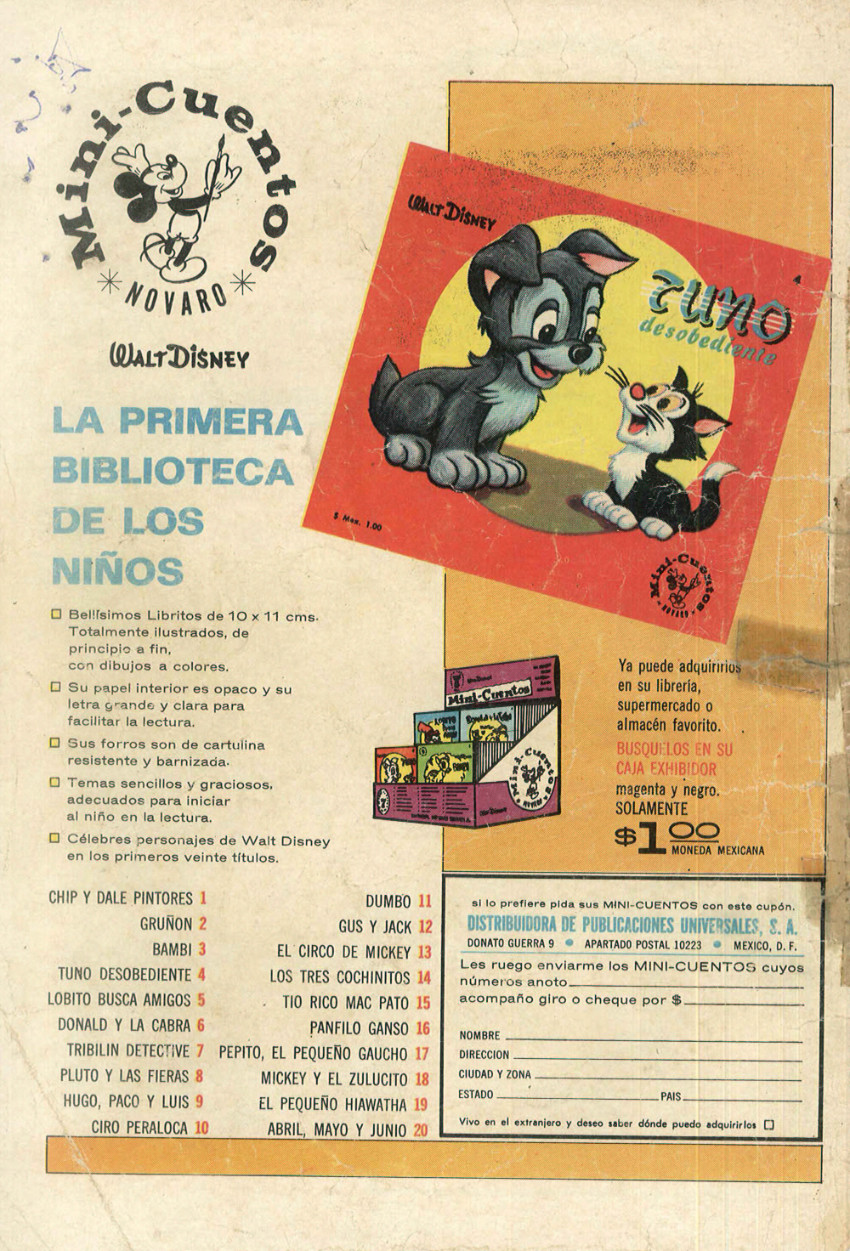 Mini-Cuentos
NOVARO
WALT DISNEY
LA PRIMERA
BIBLIOTECA
DE LOS
NIÑOS
Bellísimos Libritos de 10 x 11 cms.
Totalmente ilustrados, de
principio a fin,
con dibujos a colores.
Su papel interior es opaco y su
letra grande y clara para
facilitar la lectura.
Sus forros son de cartulina
resistente y barnizada.
Temas sencillos y graciosos,
adecuados para iniciar
al niño en la lectura.
Célebres personajes de Walt Disney
en los primeros veinte títulos.
WALT DISNEY
4
TUNO
desobediente
$ Mex. 1.00
Mini-Cuentos
NOVARO
Mini-Cuentos
Mini-Cuentos
Ya puede adquirirlos
en su librería,
supermercado o
almacén favorito.
BUSQUELOS EN SU
CAJA EXHIBIDOR
magenta y negro.
SOLAMENTE
$1.00
MONEDA MEXICANA
CHIP Y DALE PINTORES 1
GRUÑON 2
BAMBI 3
TUNO DESOBEDIENTE 4
LOBITO BUSCA AMIGOS 5
DONALD Y LA CABRA 6
TRIBILIN DETECTIVE 7
PLUTO Y LAS FIERAS 8
HUGO, PACO Y LUIS 9
CIRO PERALOCA 10
DUMBO 11
GUS Y JACK 12
EL CIRCO DE MICKEY 13
LOS TRES COCHINITOS 14
TIO RICO MAC PATO 15
PANFILO GANSO 16
PEPITO, EL PEQUEÑO GAUCHO 17
MICKEY Y EL ZULUCITO 18
EL PEQUEÑO HIAWATHA 19
ABRIL, MAYO Y JUNIO 20
si lo prefiere pida sus MINI-CUENTOS con este cupón.
DISTRIBUIDORA DE PUBLICACIONES UNIVERSALES, S. A.
DONATO GUERRA 9 • APARTADO POSTAL 10223 • MEXICO, D. F.
Les ruego enviarme los MINI-CUENTOS cuyos
números anoto
acompaño giro o cheque por $
NOMBRE
DIRECCION
CIUDAD Y ZONA
ESTADO PAIS
Vivo en el extranjero y deseo saber dónde puedo adquirirlos